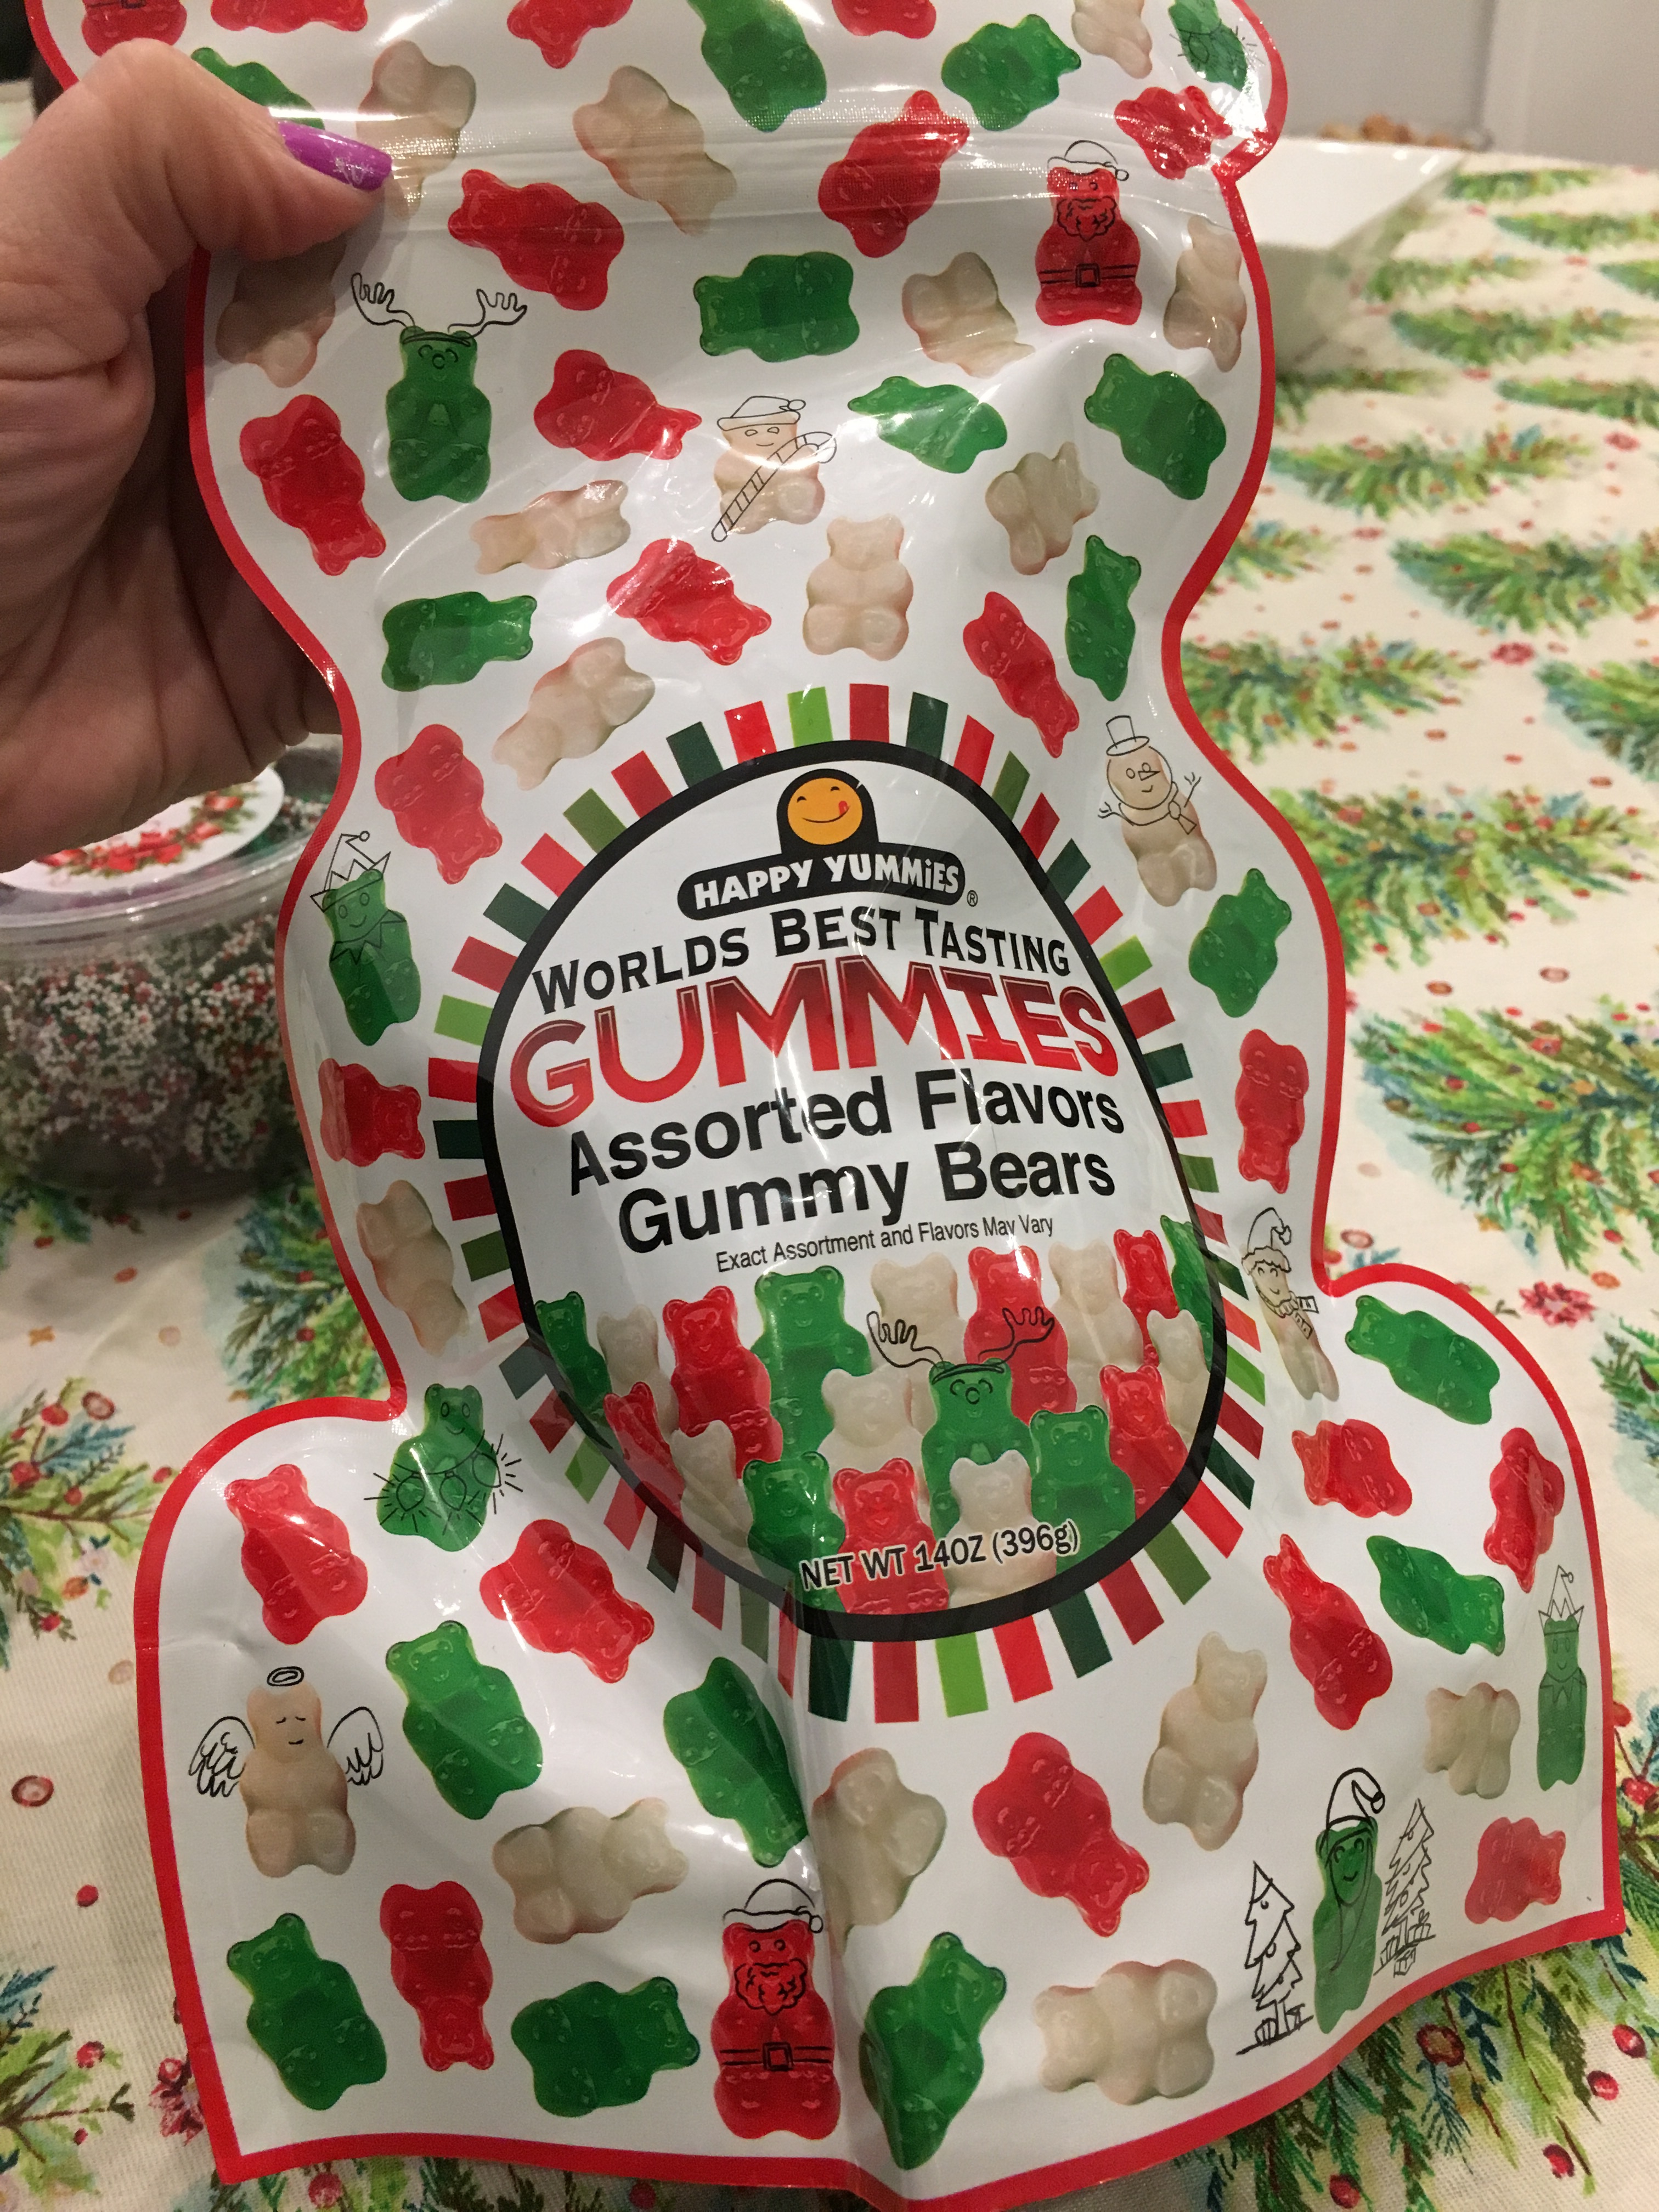 HAPPY YUMMiES®
WORLDS BEST TASTING
GUMMIES
Assorted Flavors
Gummy Bears
Exact Assortment and Flavors May Vary
NET WT 14OZ (396g)